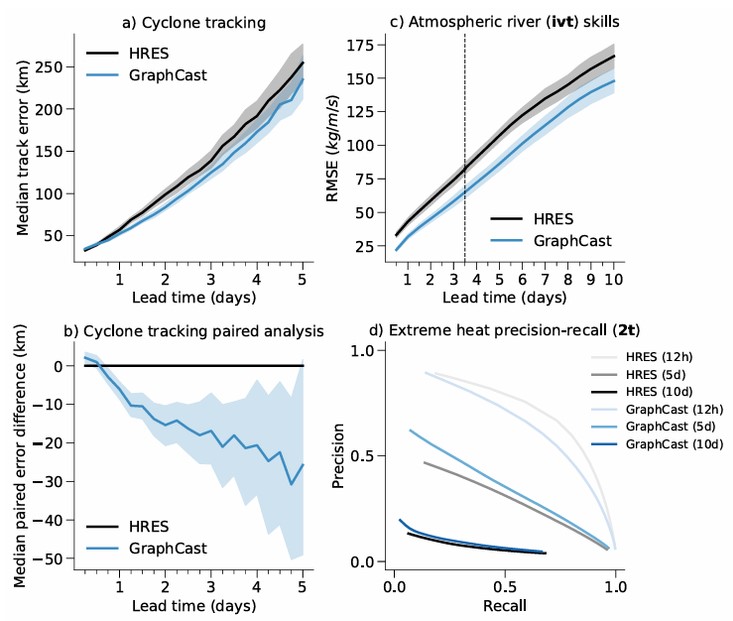 a) Cyclone tracking
Median track error (km)
250
200
150
100
50
HRES
GraphCast
1 2 3 4 5
Lead time (days)
c) Atmospheric river (ivt) skills
RMSE (kg/m/s)
175
150
125
100
75
50
25
HRES
GraphCast
1 2 3 4 5 6 7 8 9 10
Lead time (days)
b) Cyclone tracking paired analysis
Median paired error difference (km)
0
−10
−20
−30
−40
−50
HRES
GraphCast
1 2 3 4 5
Lead time (days)
d) Extreme heat precision-recall (2t)
Precision
1.0
0.5
0.0
HRES (12h)
HRES (5d)
HRES (10d)
GraphCast (12h)
GraphCast (5d)
GraphCast (10d)
0.0 0.5 1.0
Recall